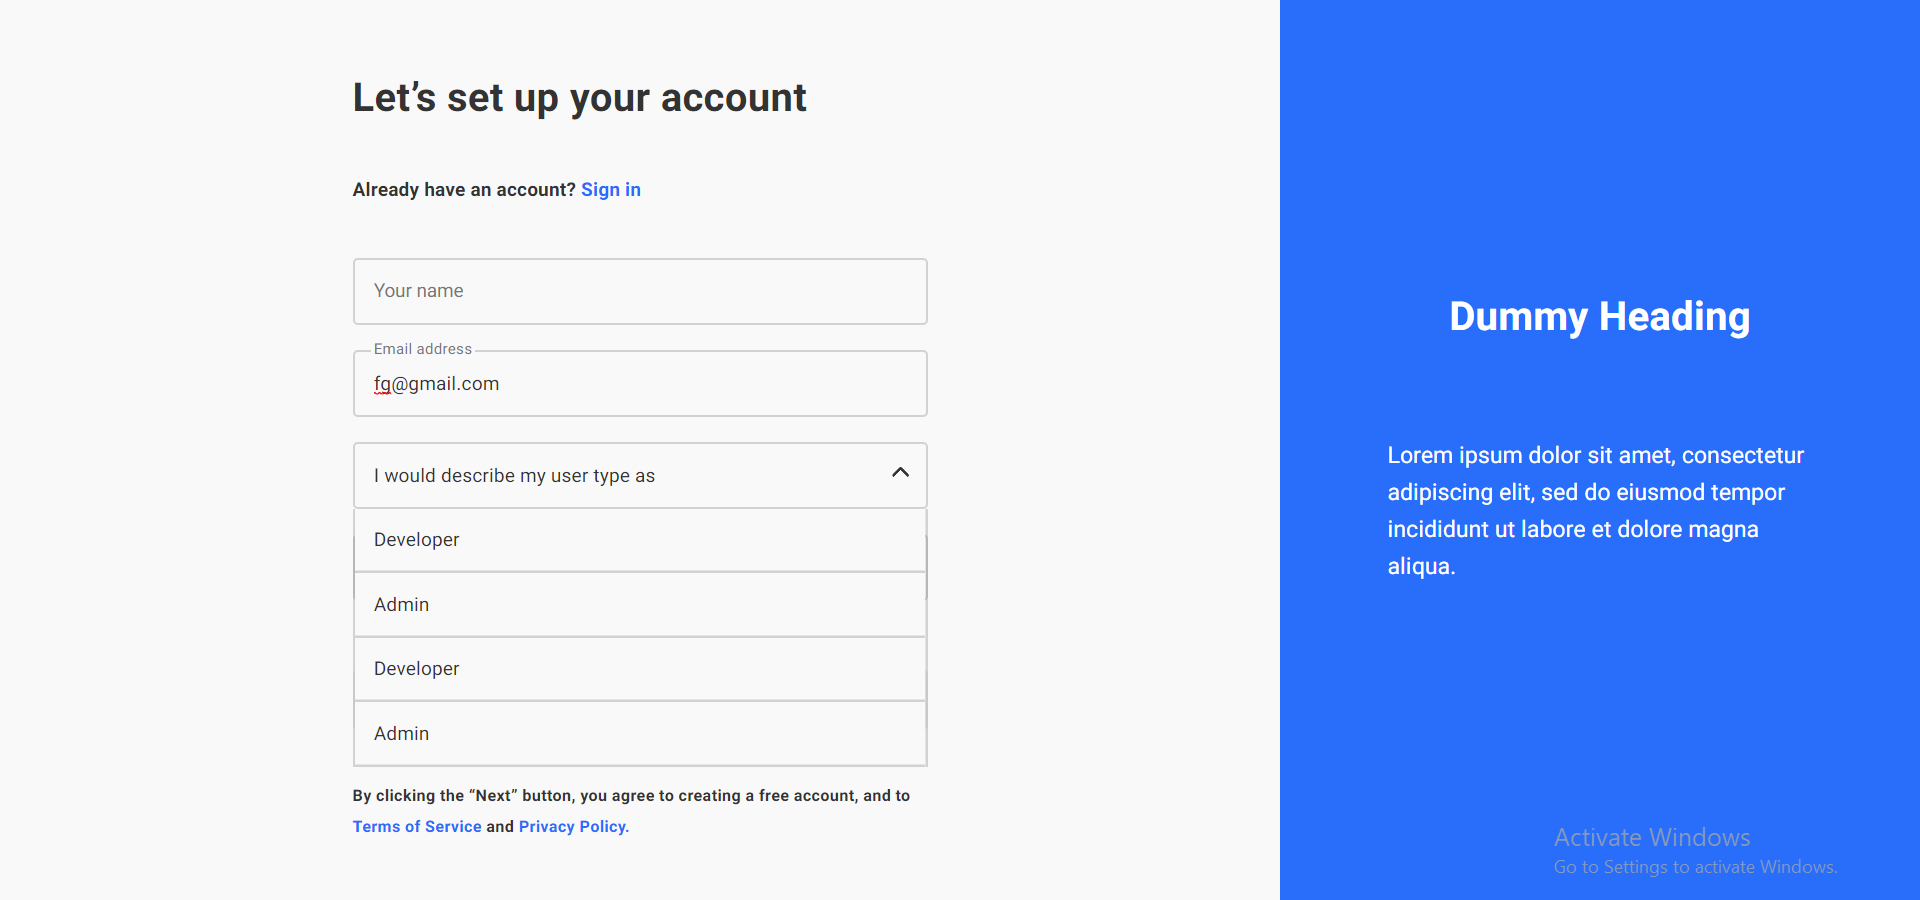 Let’s set up your account
Already have an account? Sign in
Your name
Email address
fg@gmail.com
I would describe my user type as
Developer
Admin
Developer
Admin
By clicking the “Next” button, you agree to creating a free account, and to
Terms of Service and Privacy Policy.
Dummy Heading
Lorem ipsum dolor sit amet, consectetur
adipiscing elit, sed do eiusmod tempor
incididunt ut labore et dolore magna
aliqua.
Activate Windows
Go to Settings to activate Windows.